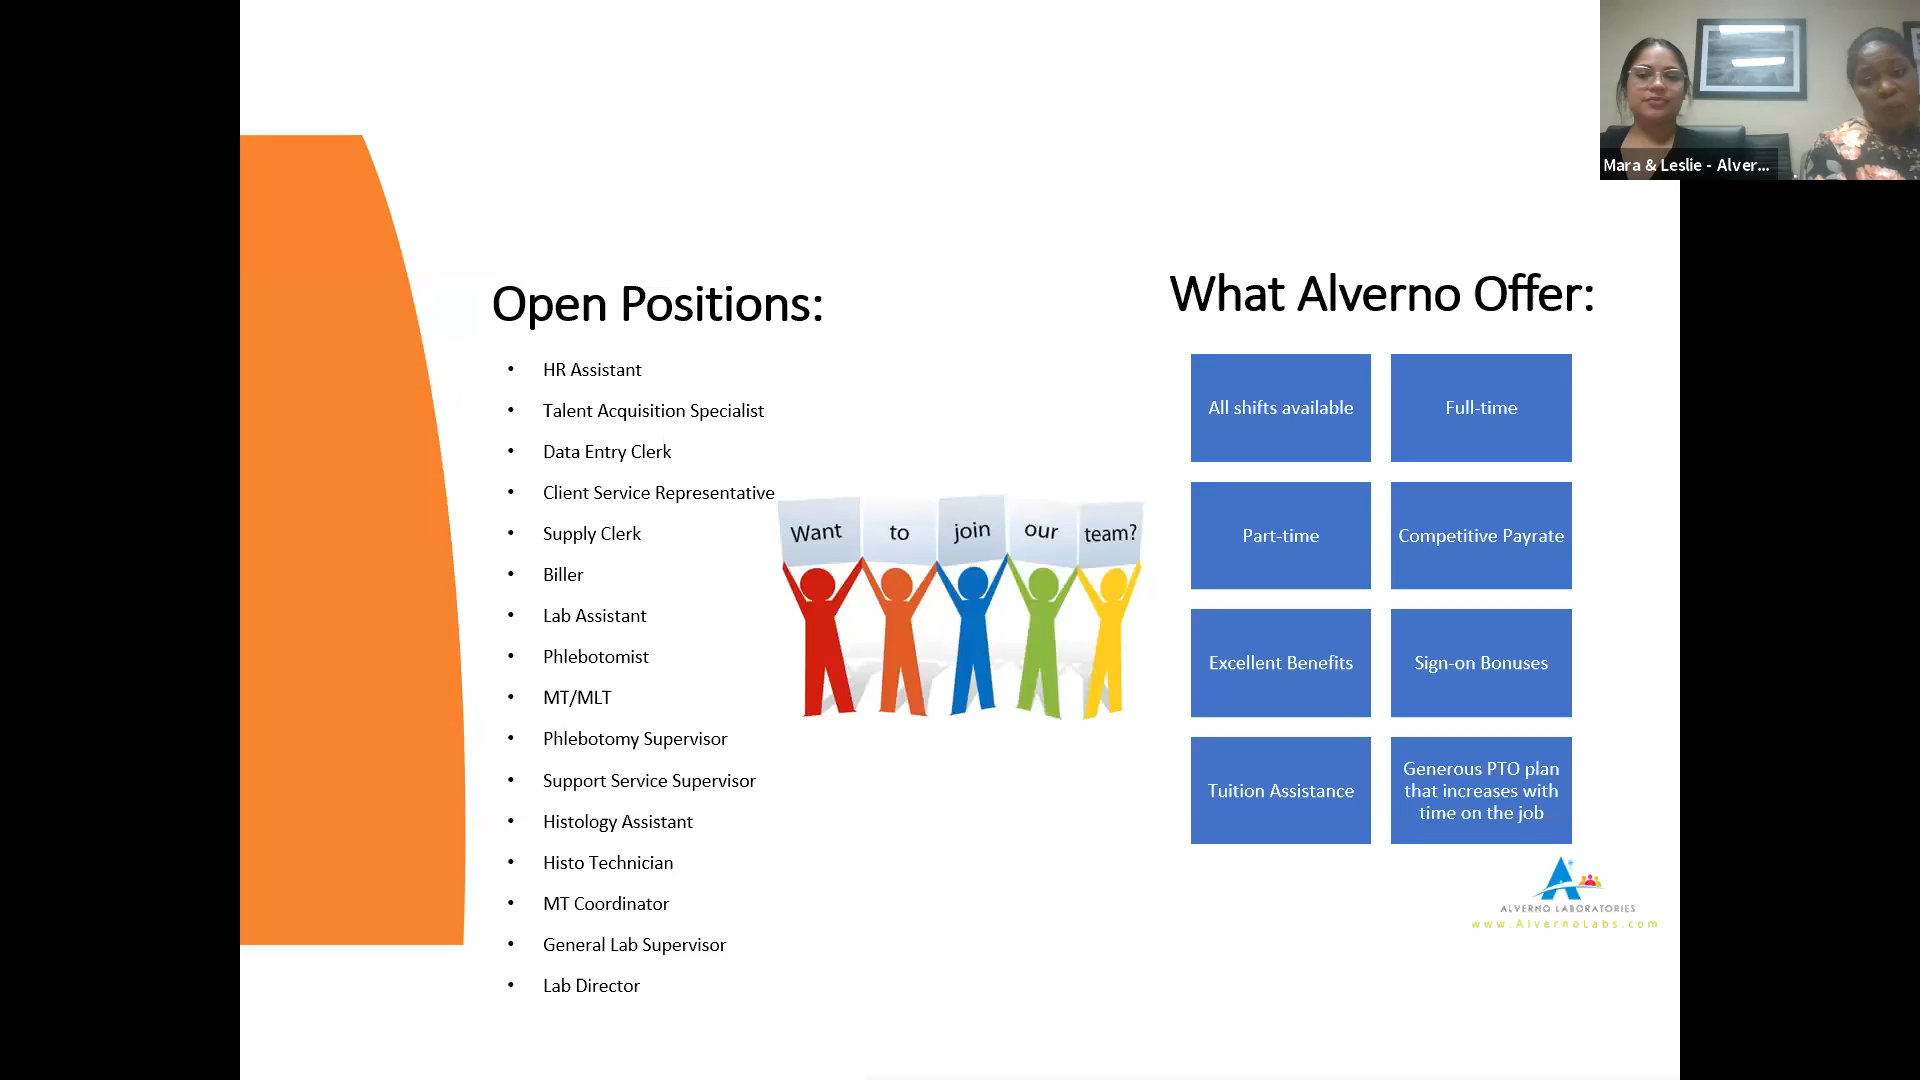 Mara & Leslie - Alver...
Open Positions:
• HR Assistant
• Talent Acquisition Specialist
• Data Entry Clerk
• Client Service Representative
• Supply Clerk
• Biller
• Lab Assistant
• Phlebotomist
• MT/MLT
• Phlebotomy Supervisor
• Support Service Supervisor
• Histology Assistant
• Histo Technician
• MT Coordinator
• General Lab Supervisor
• Lab Director
Want to join our team?
What Alverno Offer:
All shifts available
Full-time
Part-time
Competitive Payrate
Excellent Benefits
Sign-on Bonuses
Tuition Assistance
Generous PTO plan
that increases with
time on the job
ALVERNO LABORATORIES
www.AlvernoLabs.com